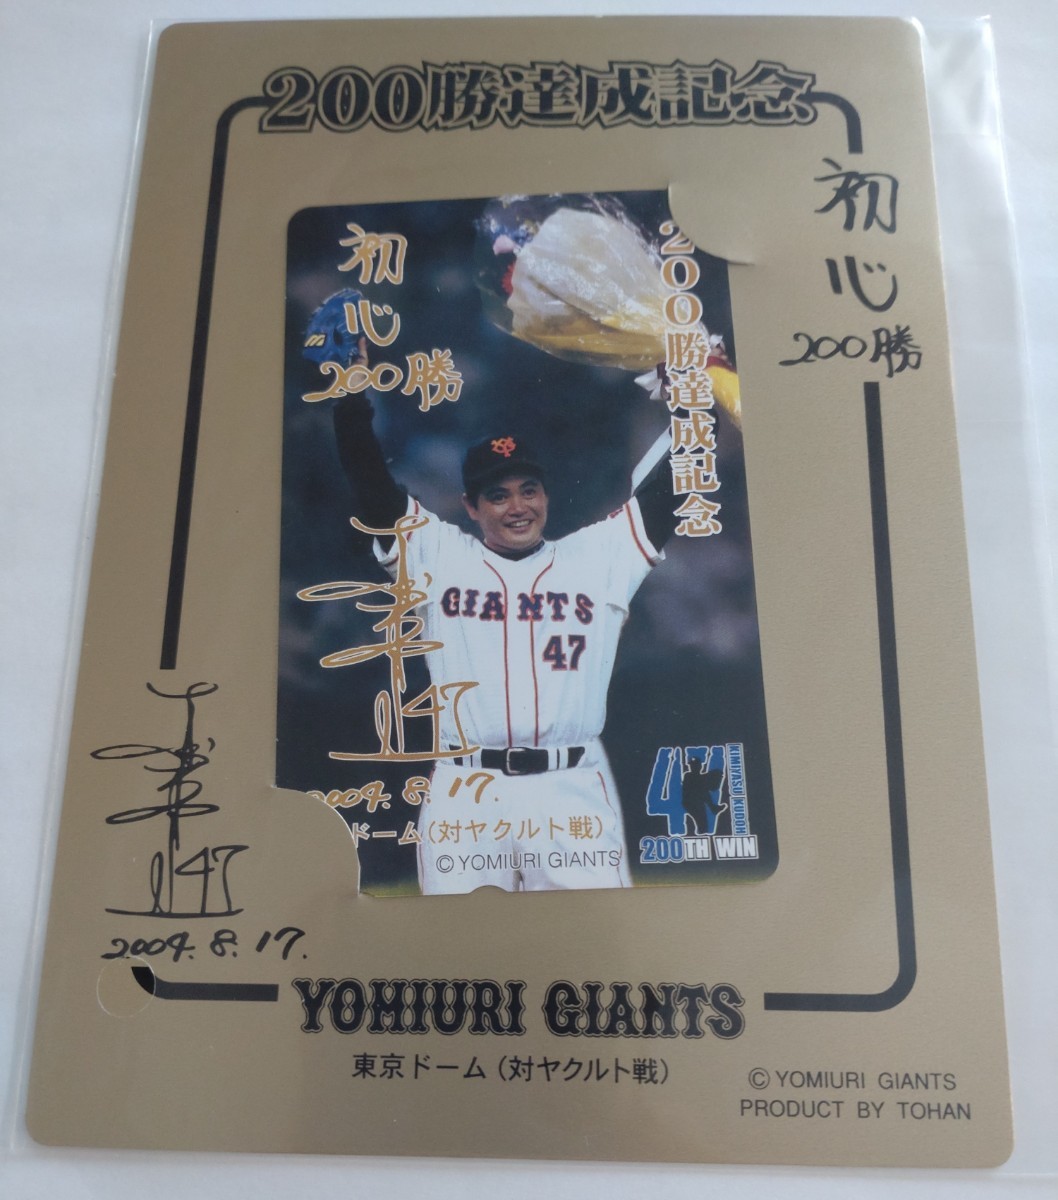 200勝達成記念
初
心
200勝
初
心
200勝
200勝達成記念
GIANTS
47
47
2004.8.17.
ドーム(対ヤクルト戦)
©YOMIURI GIANTS
47
KIMIYASU KUDOH
200TH WIN
47
2004.8.17.
YOMIURI GIANTS
東京ドーム(対ヤクルト戦)
©YOMIURI GIANTS
PRODUCT BY TOHAN